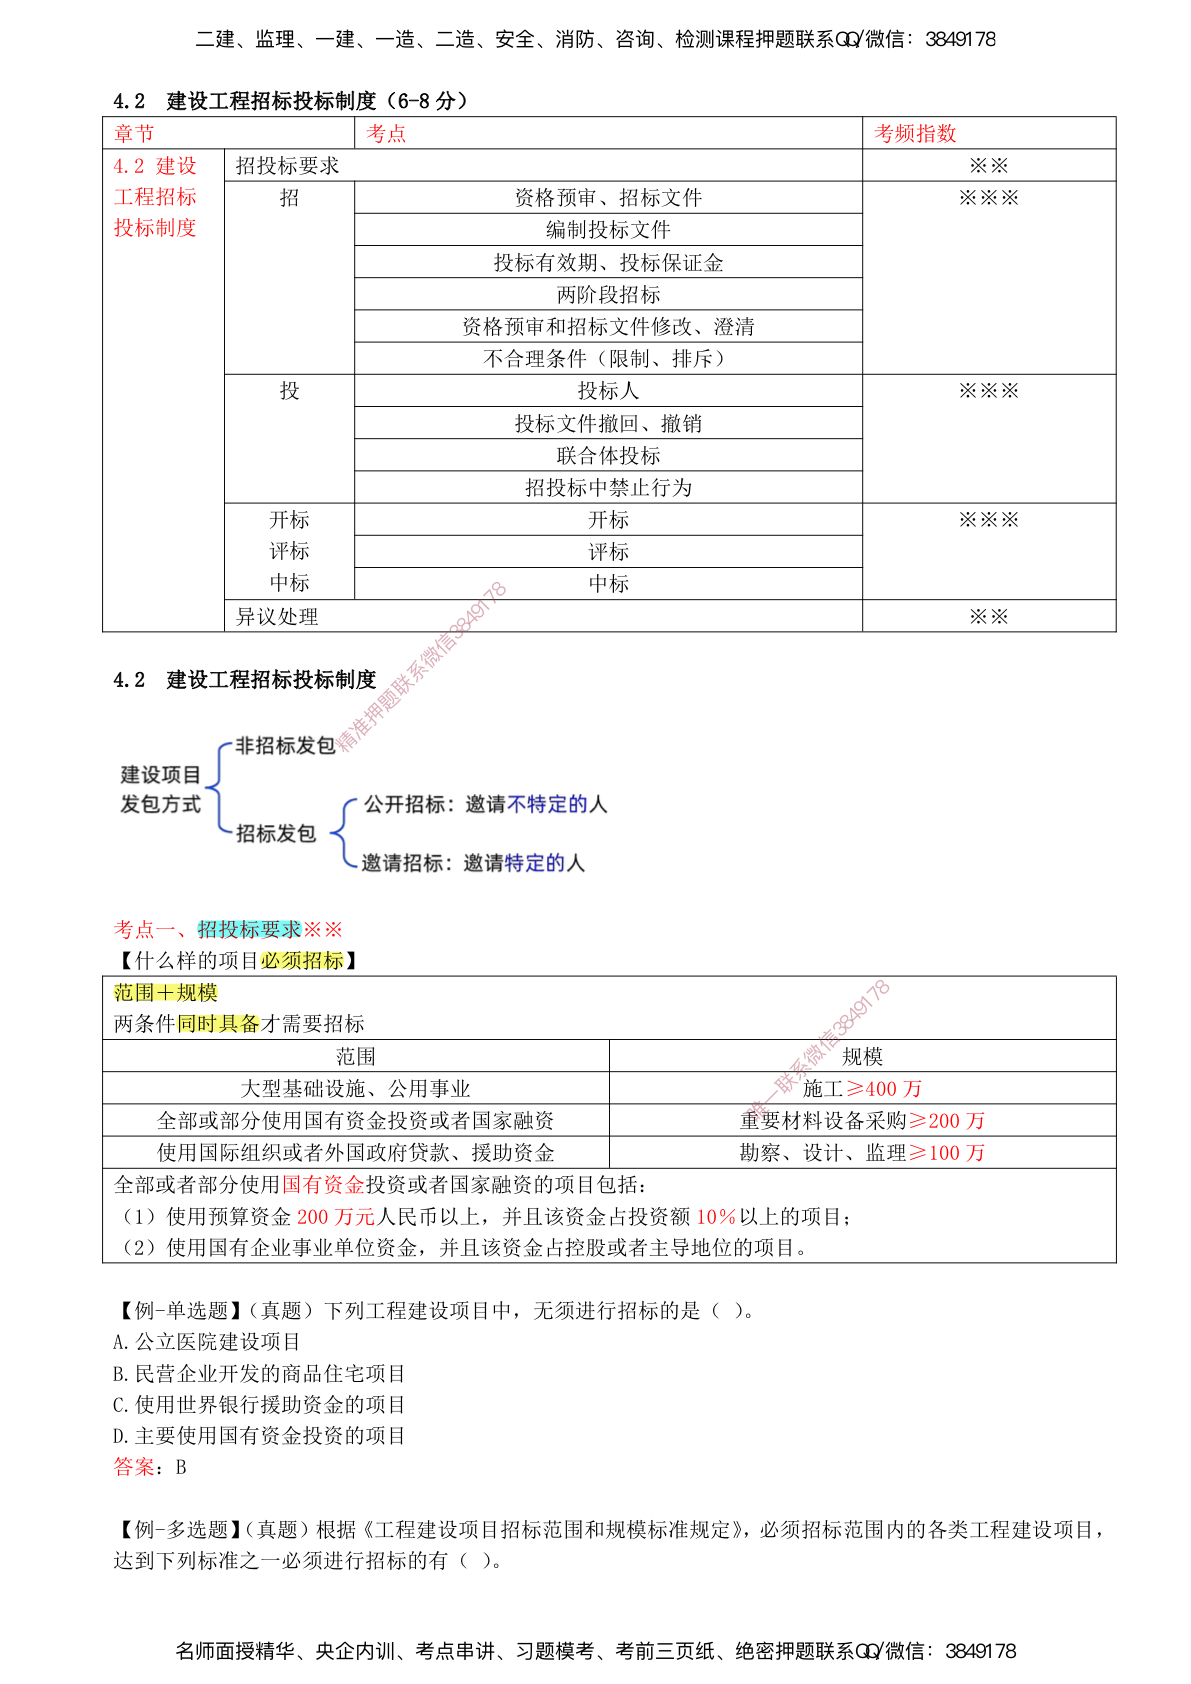 二建、监理、一建、一造、二造、安全、消防、咨询、检测课程押题联系QQ/微信：3849178
4.2 建设工程招标投标制度（6-8 分）
章节 考点 考频指数
4.2 建设工程招标投标制度 招投标要求 ※※
招 资格预审、招标文件 ※※※
编制投标文件
投标有效期、投标保证金
两阶段招标
资格预审和招标文件修改、澄清
不合理条件（限制、排斥）
投 投标人 ※※※
投标文件撤回、撤销
联合体投标
招投标中禁止行为
开标 开标 ※※※
评标 评标
中标 中标
异议处理 ※※
精准押题联系微信3849178
4.2 建设工程招标投标制度
建设项目
发包方式
非招标发包
招标发包
公开招标：邀请不特定的人
邀请招标：邀请特定的人
考点一、招投标要求※※
【什么样的项目必须招标】
范围＋规模
两条件同时具备才需要招标
范围 规模
大型基础设施、公用事业 施工≥400 万
全部或部分使用国有资金投资或者国家融资 重要材料设备采购≥200 万
使用国际组织或者外国政府贷款、援助资金 勘察、设计、监理≥100 万
唯一联系微信3849178
全部或者部分使用国有资金投资或者国家融资的项目包括：
（1）使用预算资金 200 万元人民币以上，并且该资金占投资额 10％以上的项目；
（2）使用国有企业事业单位资金，并且该资金占控股或者主导地位的项目。
【例-单选题】（真题）下列工程建设项目中，无须进行招标的是（ ）。
A.公立医院建设项目
B.民营企业开发的商品住宅项目
C.使用世界银行援助资金的项目
D.主要使用国有资金投资的项目
答案：B
【例-多选题】（真题）根据《工程建设项目招标范围和规模标准规定》，必须招标范围内的各类工程建设项目，
达到下列标准之一必须进行招标的有（ ）。
名师面授精华、央企内训、考点串讲、习题模考、考前三页纸、绝密押题联系QQ/微信：3849178